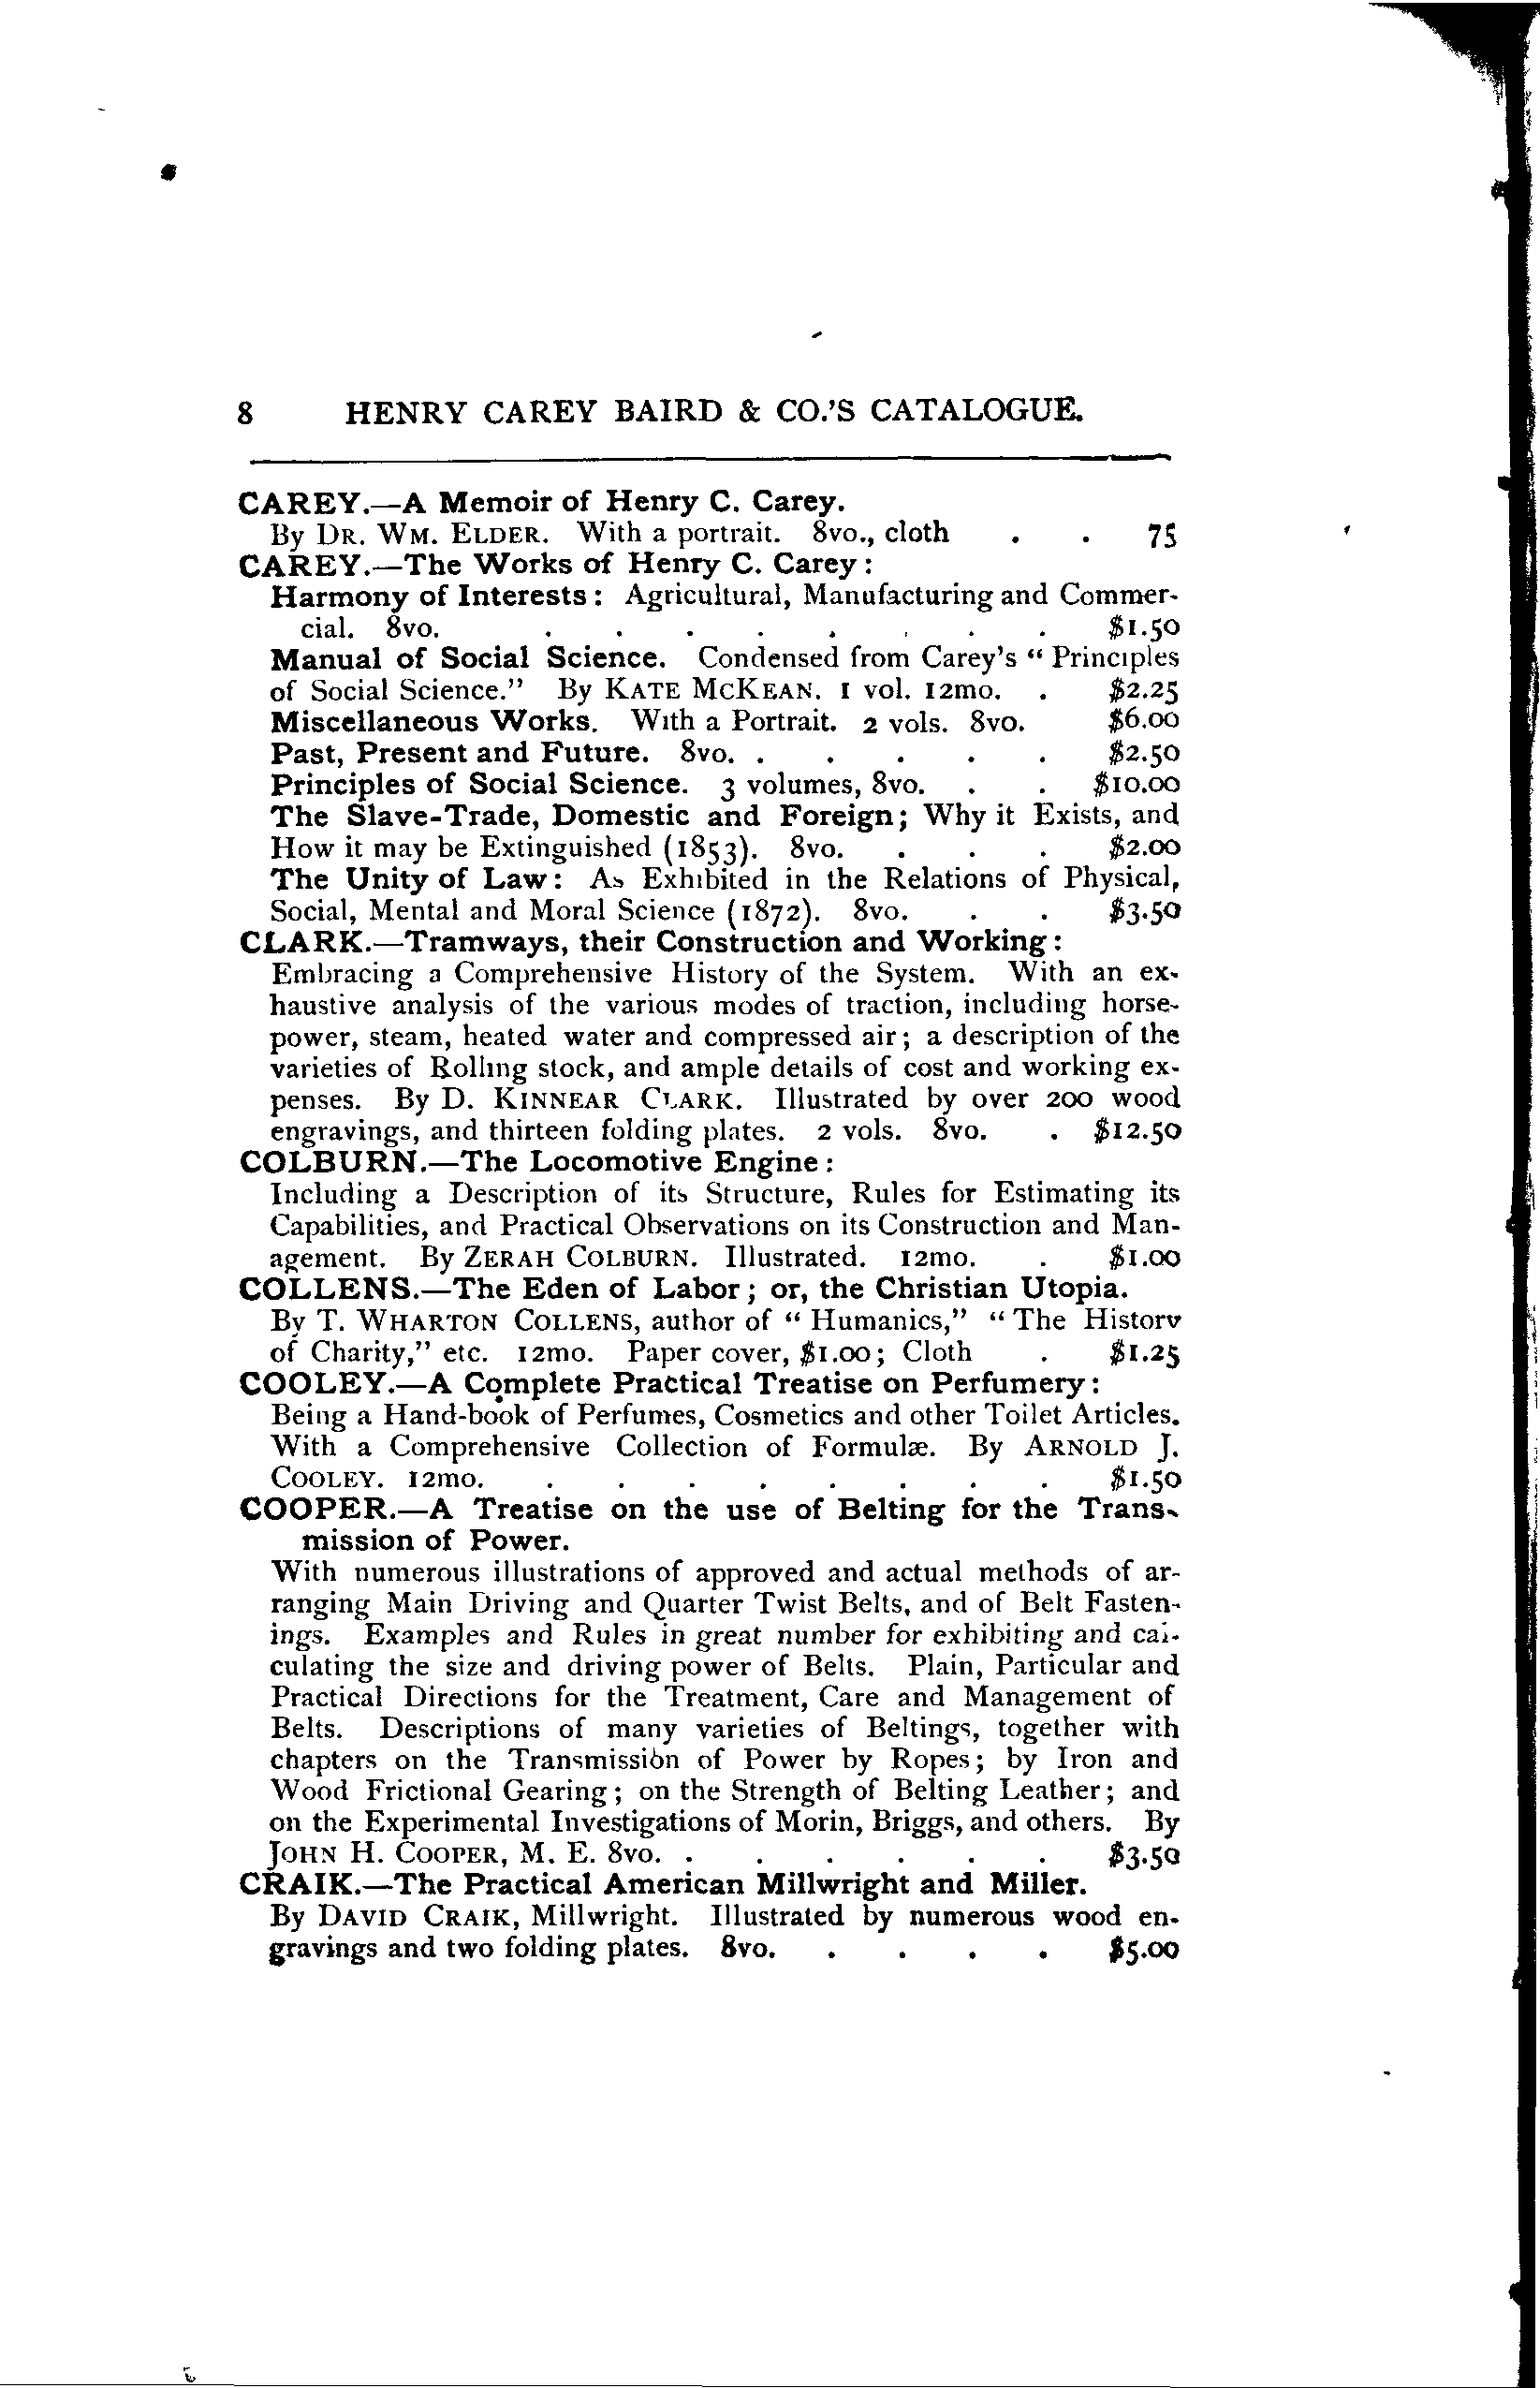 8 HENRY CAREY BAIRD & CO.'S CATALOGUE.
CAREY.—A Memoir of Henry C. Carey.
By DR. WM. ELDER. With a portrait. 8vo., cloth . . 75
CAREY.—The Works of Henry C. Carey:
Harmony of Interests: Agricultural, Manufacturing and Commer-
cial. 8vo. . . . . . . . . $1.50
Manual of Social Science. Condensed from Carey's "Principles
of Social Science." By KATE MCKEAN. 1 vol. 12mo. . $2.25
Miscellaneous Works. With a Portrait. 2 vols. 8vo. $6.00
Past, Present and Future. 8vo. . . . . . $2.50
Principles of Social Science. 3 volumes, 8vo. . . $10.00
The Slave-Trade, Domestic and Foreign; Why it Exists, and
How it may be Extinguished (1853). 8vo. . . . $2.00
The Unity of Law: As Exhibited in the Relations of Physical,
Social, Mental and Moral Science (1872). 8vo. . . $3.50
CLARK.—Tramways, their Construction and Working:
Embracing a Comprehensive History of the System. With an ex-
haustive analysis of the various modes of traction, including horse-
power, steam, heated water and compressed air; a description of the
varieties of Rolling stock, and ample details of cost and working ex-
penses. By D. KINNEAR CLARK. Illustrated by over 200 wood
engravings, and thirteen folding plates. 2 vols. 8vo. . $12.50
COLBURN.—The Locomotive Engine:
Including a Description of its Structure, Rules for Estimating its
Capabilities, and Practical Observations on its Construction and Man-
agement. By ZERAH COLBURN. Illustrated. 12mo. . $1.00
COLLENS.—The Eden of Labor; or, the Christian Utopia.
By T. WHARTON COLLENS, author of "Humanics," "The History
of Charity," etc. 12mo. Paper cover, $1.00; Cloth . $1.25
COOLEY.—A Complete Practical Treatise on Perfumery:
Being a Hand-book of Perfumes, Cosmetics and other Toilet Articles.
With a Comprehensive Collection of Formulæ. By ARNOLD J.
COOLEY. 12mo. . . . . . . . . $1.50
COOPER.—A Treatise on the use of Belting for the Trans-
mission of Power.
With numerous illustrations of approved and actual methods of ar-
ranging Main Driving and Quarter Twist Belts, and of Belt Fasten-
ings. Examples and Rules in great number for exhibiting and cal-
culating the size and driving power of Belts. Plain, Particular and
Practical Directions for the Treatment, Care and Management of
Belts. Descriptions of many varieties of Beltings, together with
chapters on the Transmission of Power by Ropes; by Iron and
Wood Frictional Gearing; on the Strength of Belting Leather; and
on the Experimental Investigations of Morin, Briggs, and others. By
JOHN H. COOPER, M. E. 8vo. . . . . . . $3.50
CRAIK.—The Practical American Millwright and Miller.
By DAVID CRAIK, Millwright. Illustrated by numerous wood en-
gravings and two folding plates. 8vo. . . . . $5.00